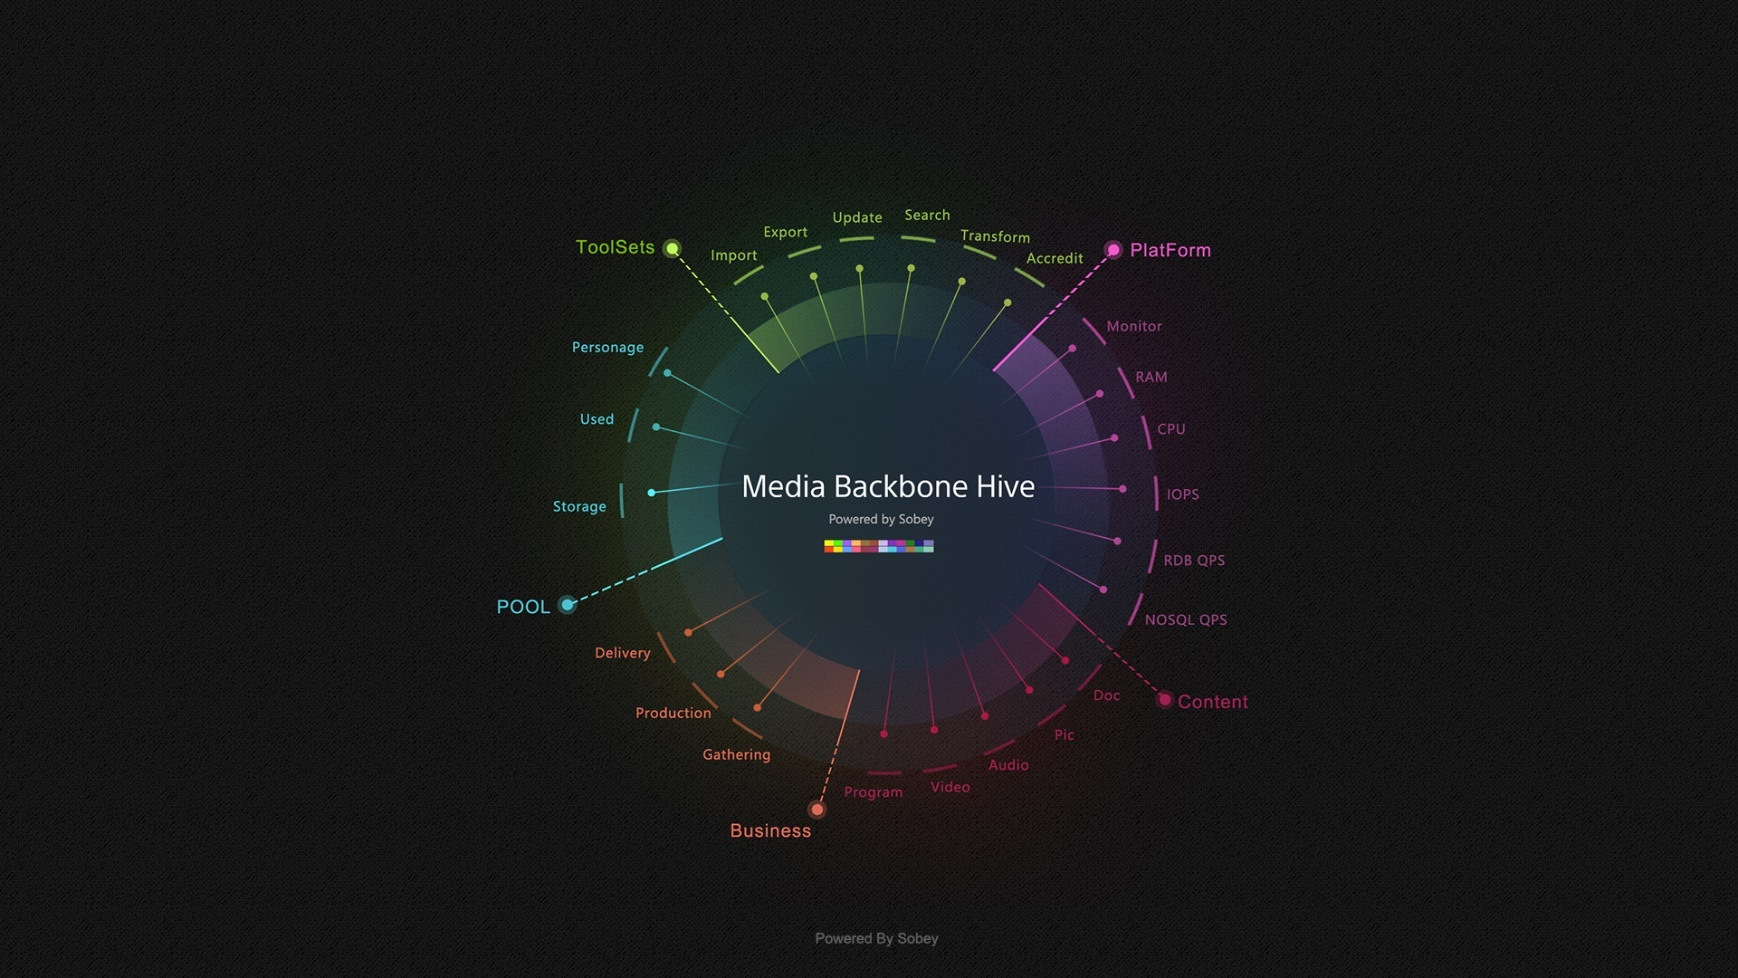 Search
Update
Export
Transform
ToolSets
PlatForm
Import
Accredit
Monitor
Personage
RAM
Used
CPU
Media Backbone Hive
IOPS
Storage
Powered by Sobey
RDB QPS
POOL
NOSQL QPS
Delivery
Doc
Content
Production
Pic
Gathering
Audio
Video
Program
Business
Powered By Sobey